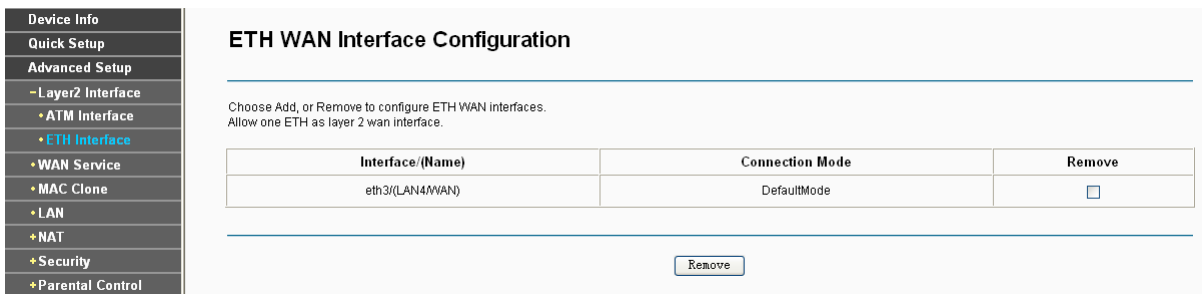 Device Info
Quick Setup
Advanced Setup
-Layer2 Interface
•ATM Interface
•ETH Interface
•WAN Service
•MAC Clone
•LAN
+NAT
+Security
+Parental Control
ETH WAN Interface Configuration
Choose Add, or Remove to configure ETH WAN interfaces.
Allow one ETH as layer 2 wan interface.
Interface/(Name) Connection Mode Remove
eth3/(LAN4/WAN) DefaultMode
Remove